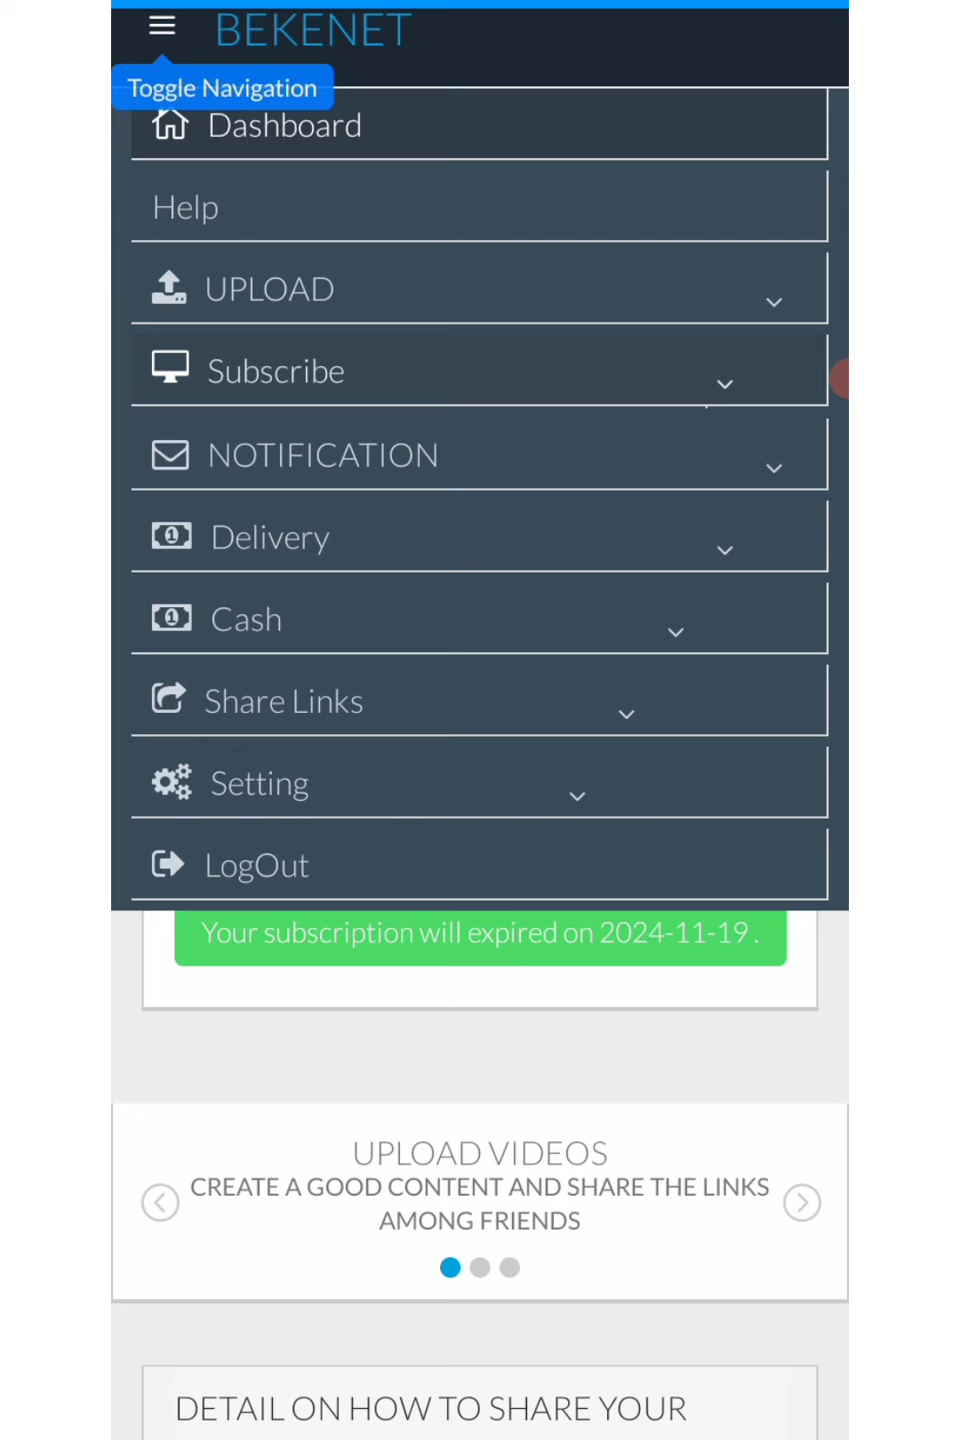 BEKENET
Toggle Navigation
Dashboard
Help
UPLOAD
Subscribe
NOTIFICATION
Delivery
Cash
Share Links
Setting
LogOut
Your subscription will expired on 2024-11-19 .
UPLOAD VIDEOS
CREATE A GOOD CONTENT AND SHARE THE LINKS
AMONG FRIENDS
DETAIL ON HOW TO SHARE YOUR